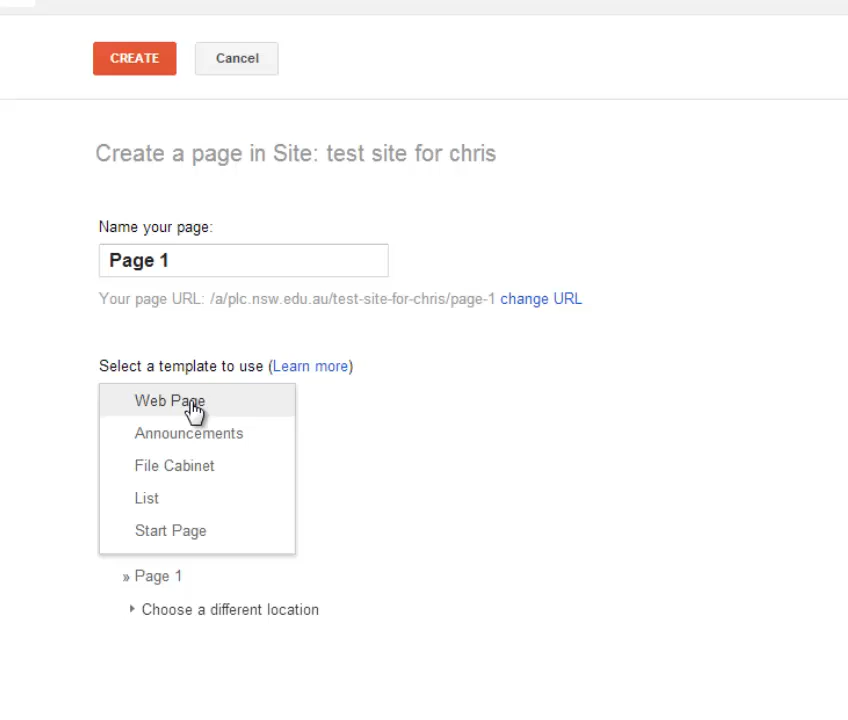 CREATE Cancel
Create a page in Site: test site for chris
Name your page:
Page 1
Your page URL: /a/plc.nsw.edu.au/test-site-for-chris/page-1 change URL
Select a template to use (Learn more)
Web Page
Announcements
File Cabinet
List
Start Page
» Page 1
Choose a different location